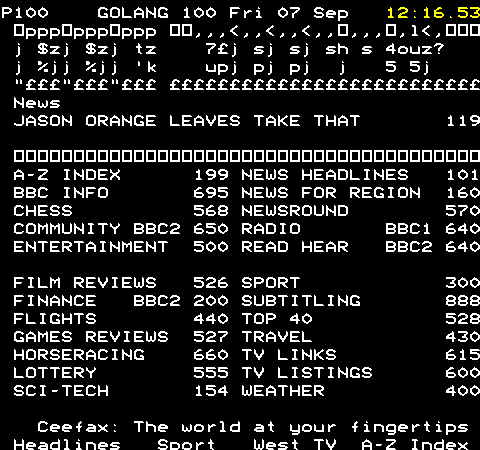 P100 GOLANG 100 Fri 07 Sep 12:16.53
ppp ppp ppp ,,,<,,<,,<,, ,,, ,l<,
j $zj $zj tz 7£j sj sj sh s 4ouz?
j ¾jj ¾jj 'k upj pj pj j 5 5j
"£££"£££"£££ ££££££££££££££££££££££££££
News
JASON ORANGE LEAVES TAKE THAT 119
A-Z INDEX 199 NEWS HEADLINES 101
BBC INFO 695 NEWS FOR REGION 160
CHESS 568 NEWSROUND 570
COMMUNITY BBC2 650 RADIO BBC1 640
ENTERTAINMENT 500 READ HEAR BBC2 640
FILM REVIEWS 526 SPORT 300
FINANCE BBC2 200 SUBTITLING 888
FLIGHTS 440 TOP 40 528
GAMES REVIEWS 527 TRAVEL 430
HORSERACING 660 TV LINKS 615
LOTTERY 555 TV LISTINGS 600
SCI-TECH 154 WEATHER 400
Ceefax: The world at your fingertips
Headlines Sport West TV A-Z Index